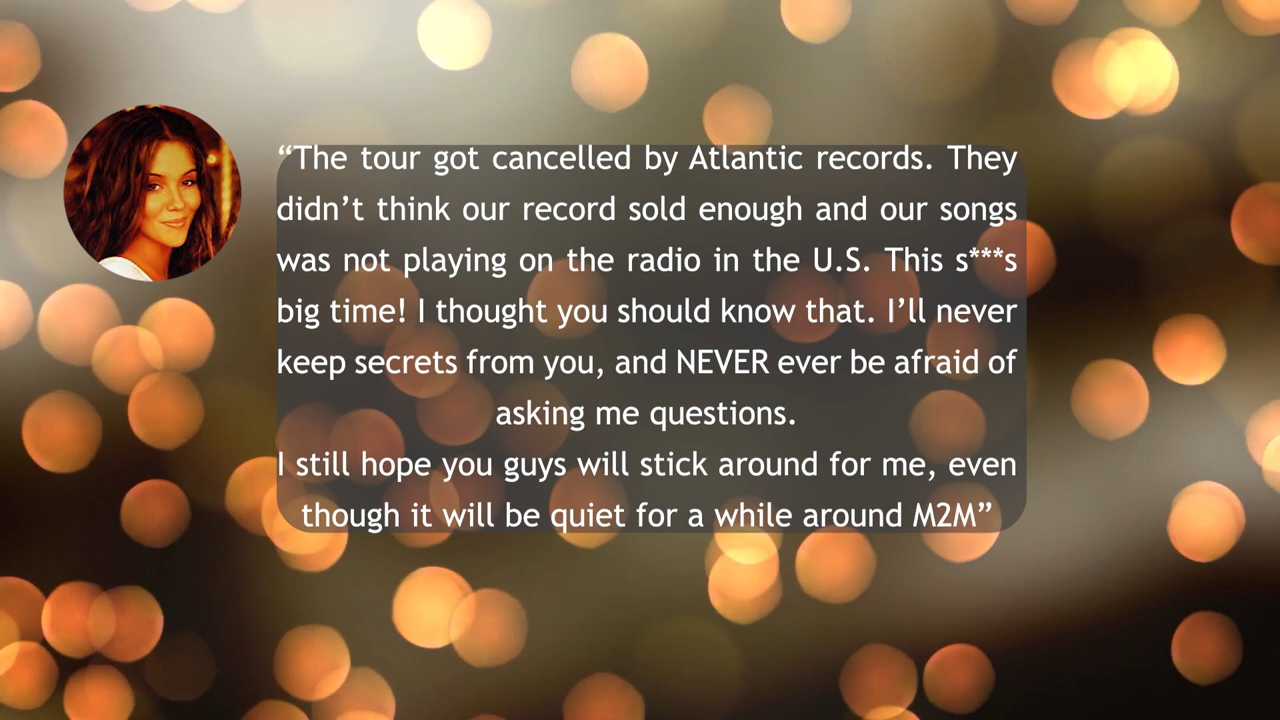 “The tour got cancelled by Atlantic records. They
didn’t think our record sold enough and our songs
was not playing on the radio in the U.S. This s***s
big time! I thought you should know that. I’ll never
keep secrets from you, and NEVER ever be afraid of
asking me questions.
I still hope you guys will stick around for me, even
though it will be quiet for a while around M2M”